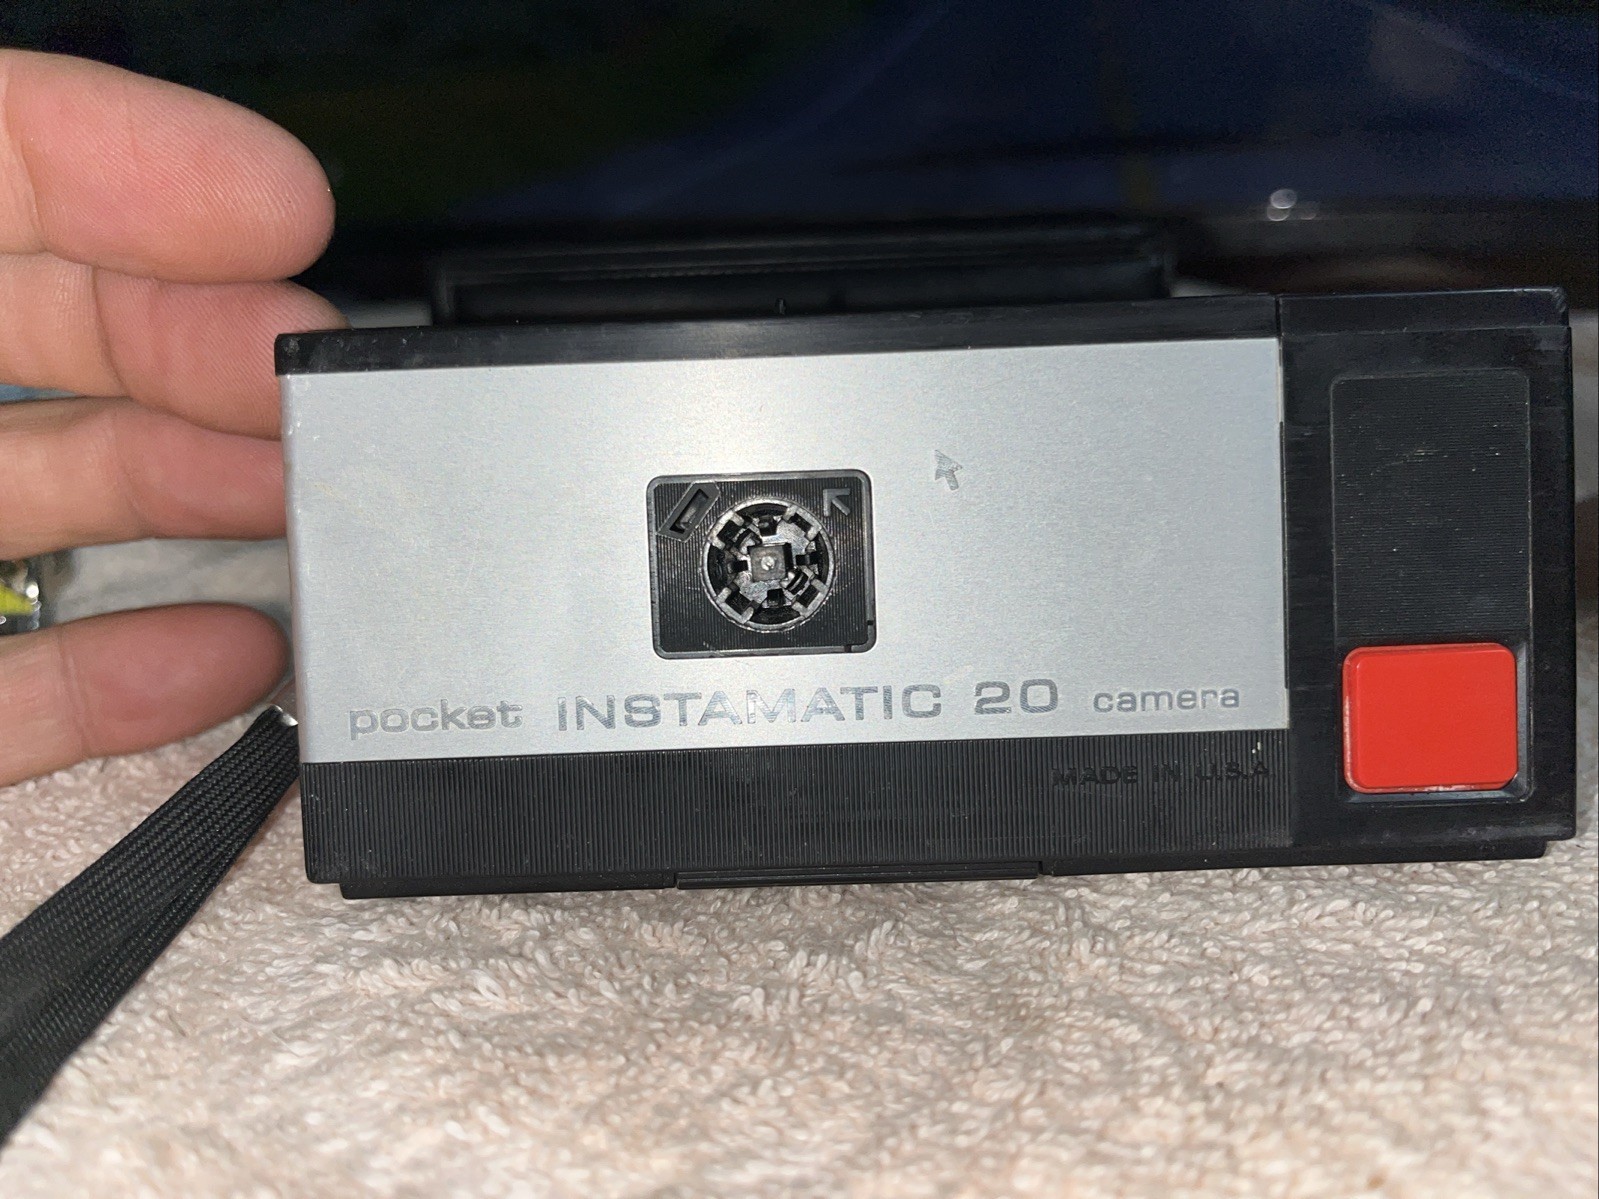 pocket INSTAMATIC 20 camera
MADE IN U.S.A.